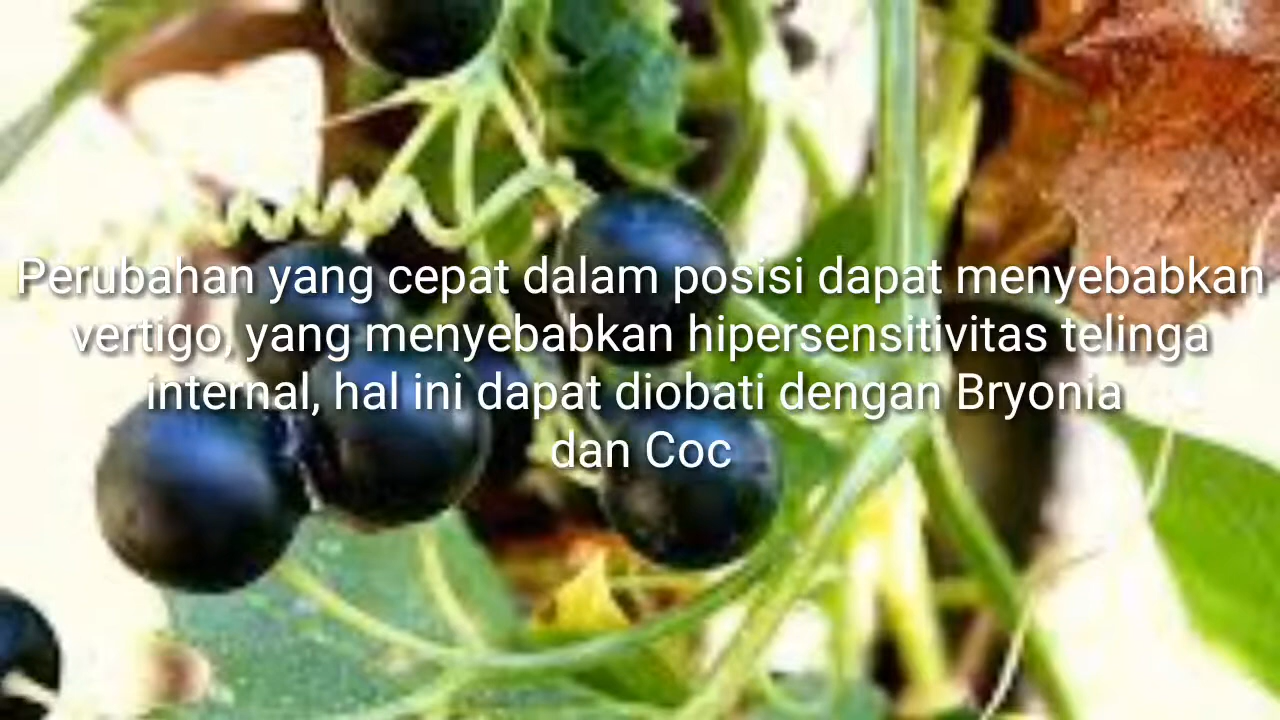 Perubahan yang cepat dalam posisi dapat menyebabkan
vertigo, yang menyebabkan hipersensitivitas telinga
internal, hal ini dapat diobati dengan Bryonia
dan Coc